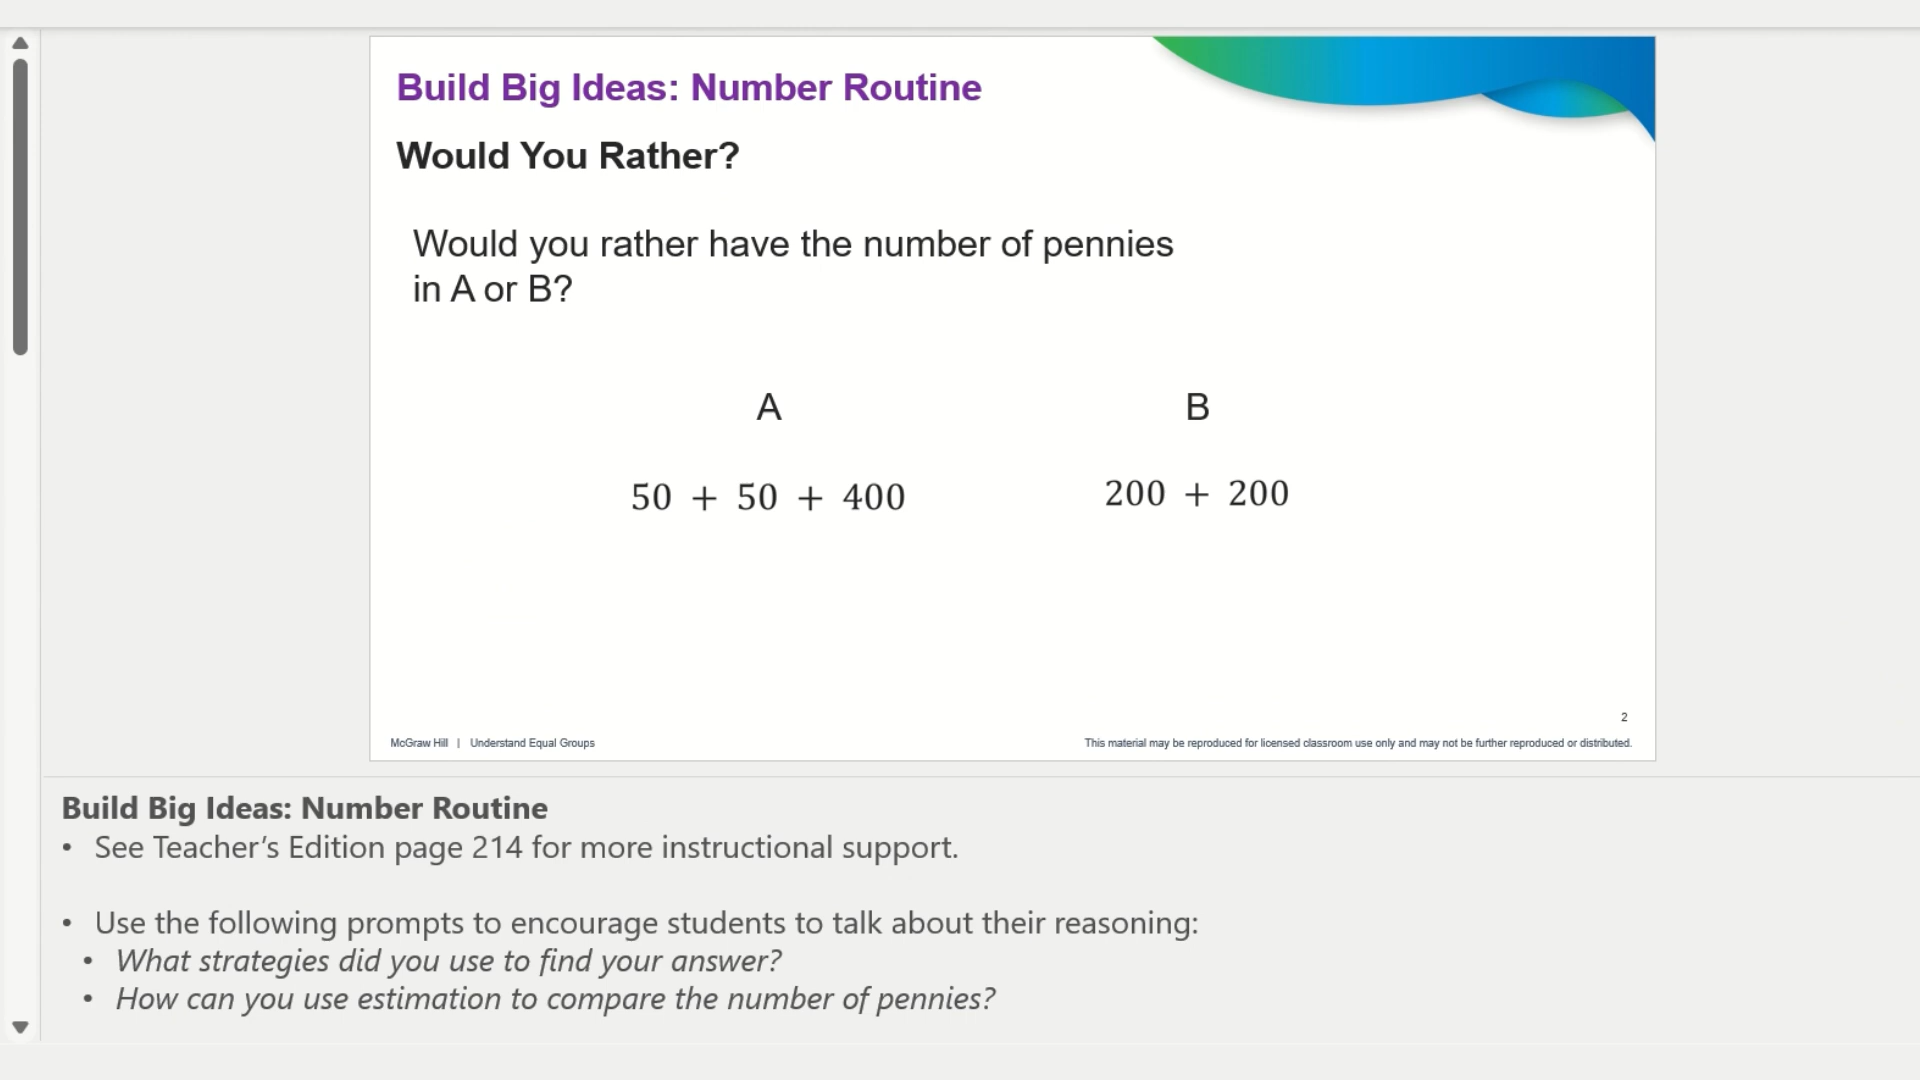 Build Big Ideas: Number Routine
Would You Rather?
Would you rather have the number of pennies
in A or B?
A
B
50 + 50 + 400
200 + 200
2
McGraw Hill | Understand Equal Groups
This material may be reproduced for licensed classroom use only and may not be further reproduced or distributed.
Build Big Ideas: Number Routine
• See Teacher’s Edition page 214 for more instructional support.
• Use the following prompts to encourage students to talk about their reasoning:
• What strategies did you use to find your answer?
• How can you use estimation to compare the number of pennies?